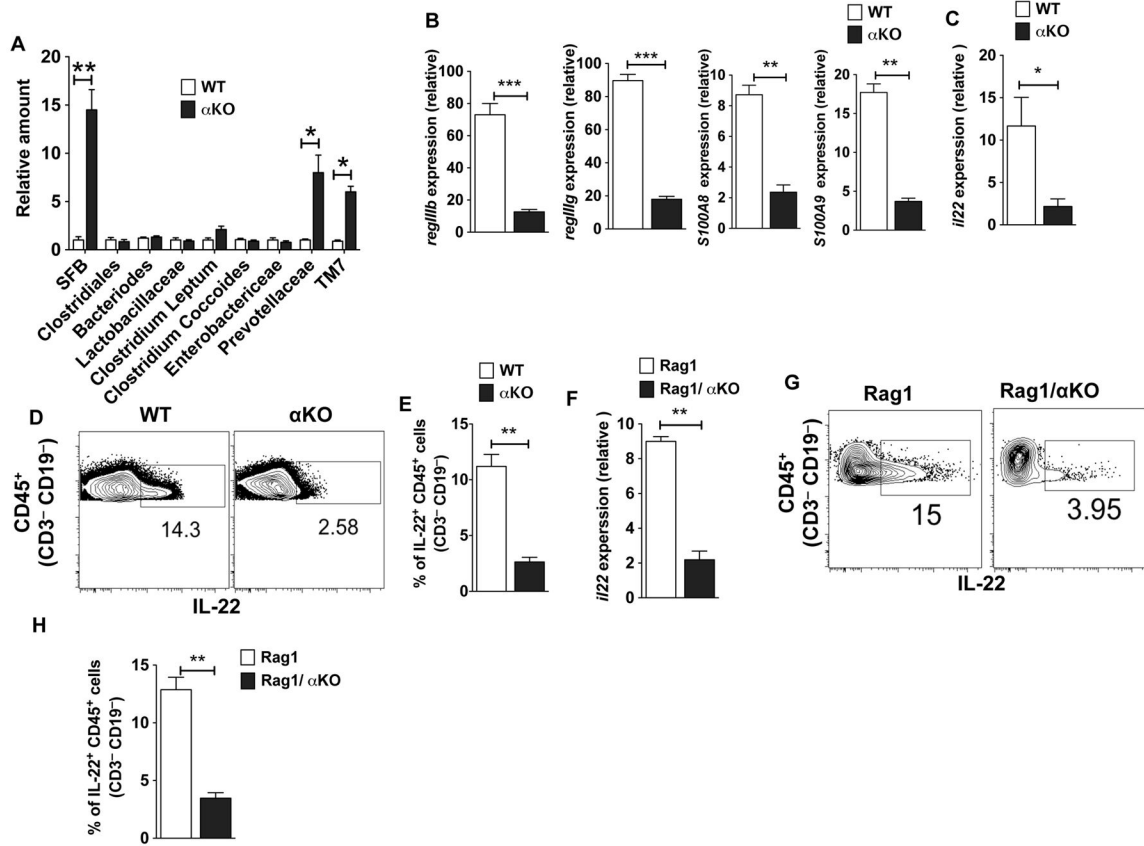 A
Relative amount
20
15
10
5
0
**
*
*
WT
αKO
SFB
Clostridiales
Bacteriodes
Lactobacillaceae
Clostridium Leptum
Clostridium Coccoides
Enterobactericeae
Prevotellaceae
TM7
B
regIIIb expression (relative)
100
80
60
40
20
0
***
regIIIg expression (relative)
100
80
60
40
20
0
***
S100A8 expression (relative)
10
8
6
4
2
0
**
WT
αKO
S100A9 expression (relative)
20
15
10
5
0
**
C
WT
αKO
il22 experssion (relative )
20
15
10
5
0
*
D
WT
αKO
CD45⁺
(CD3⁻ CD19⁻)
14.3
2.58
IL-22
E
WT
αKO
% of IL-22⁺ CD45⁺ cells
(CD3⁻ CD19⁻)
15
10
5
0
**
F
Rag1
Rag1/ αKO
il22 experssion (relative)
10
8
6
4
2
0
**
G
Rag1
Rag1/αKO
CD45⁺
(CD3⁻ CD19⁻)
15
3.95
IL-22
H
% of IL-22⁺ CD45⁺ cells
(CD3⁻ CD19⁻)
15
10
5
0
**
Rag1
Rag1/ αKO